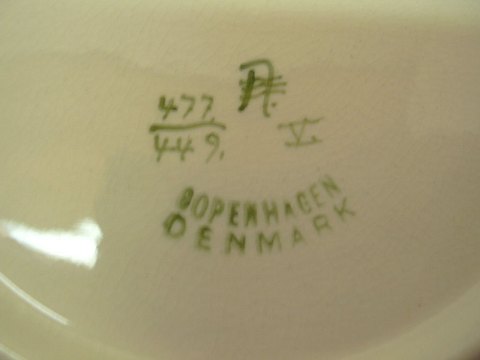 A.
477.
449.
V.
COPENHAGEN
DENMARK